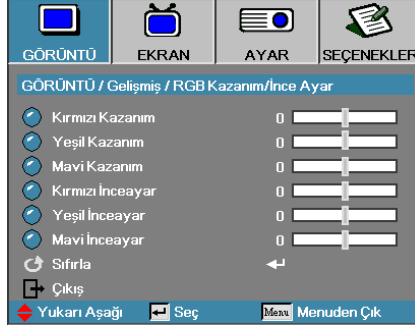 GÖRÜNTÜ EKRAN AYAR SEÇENEKLER
GÖRÜNTÜ / Gelişmiş / RGB Kazanım/İnce Ayar
Kırmızı Kazanım 0
Yeşil Kazanım 0
Mavi Kazanım 0
Kırmızı İnceayar 0
Yeşil İnceayar 0
Mavi İnceayar 0
Sıfırla
Çıkış
Yukarı Aşağı Seç Menu Menuden Çık